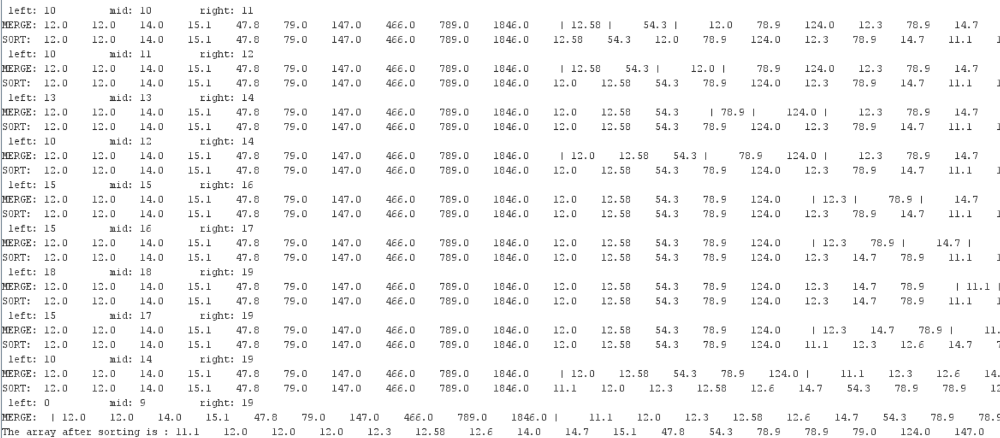 left: 10 mid: 10 right: 11
MERGE: 12.0 12.0 14.0 15.1 47.8 79.0 147.0 466.0 789.0 1846.0 | 12.58 | 54.3 | 12.0 78.9 124.0 12.3 78.9 14.7
SORT: 12.0 12.0 14.0 15.1 47.8 79.0 147.0 466.0 789.0 1846.0 12.58 54.3 12.0 78.9 124.0 12.3 78.9 14.7 11.1
left: 10 mid: 11 right: 12
MERGE: 12.0 12.0 14.0 15.1 47.8 79.0 147.0 466.0 789.0 1846.0 | 12.58 54.3 | 12.0 | 78.9 124.0 12.3 78.9 14.7
SORT: 12.0 12.0 14.0 15.1 47.8 79.0 147.0 466.0 789.0 1846.0 12.0 12.58 54.3 78.9 124.0 12.3 78.9 14.7 11.1
left: 13 mid: 13 right: 14
MERGE: 12.0 12.0 14.0 15.1 47.8 79.0 147.0 466.0 789.0 1846.0 12.0 12.58 54.3 | 78.9 | 124.0 | 12.3 78.9 14.7
SORT: 12.0 12.0 14.0 15.1 47.8 79.0 147.0 466.0 789.0 1846.0 12.0 12.58 54.3 78.9 124.0 12.3 78.9 14.7 11.1
left: 10 mid: 12 right: 14
MERGE: 12.0 12.0 14.0 15.1 47.8 79.0 147.0 466.0 789.0 1846.0 | 12.0 12.58 54.3 | 78.9 124.0 | 12.3 78.9 14.7
SORT: 12.0 12.0 14.0 15.1 47.8 79.0 147.0 466.0 789.0 1846.0 12.0 12.58 54.3 78.9 124.0 12.3 78.9 14.7 11.1
left: 15 mid: 15 right: 16
MERGE: 12.0 12.0 14.0 15.1 47.8 79.0 147.0 466.0 789.0 1846.0 12.0 12.58 54.3 78.9 124.0 | 12.3 | 78.9 | 14.7
SORT: 12.0 12.0 14.0 15.1 47.8 79.0 147.0 466.0 789.0 1846.0 12.0 12.58 54.3 78.9 124.0 12.3 78.9 14.7 11.1
left: 15 mid: 16 right: 17
MERGE: 12.0 12.0 14.0 15.1 47.8 79.0 147.0 466.0 789.0 1846.0 12.0 12.58 54.3 78.9 124.0 | 12.3 78.9 | 14.7 |
SORT: 12.0 12.0 14.0 15.1 47.8 79.0 147.0 466.0 789.0 1846.0 12.0 12.58 54.3 78.9 124.0 12.3 14.7 78.9 11.1
left: 18 mid: 18 right: 19
MERGE: 12.0 12.0 14.0 15.1 47.8 79.0 147.0 466.0 789.0 1846.0 12.0 12.58 54.3 78.9 124.0 12.3 14.7 78.9 | 11.1 |
SORT: 12.0 12.0 14.0 15.1 47.8 79.0 147.0 466.0 789.0 1846.0 12.0 12.58 54.3 78.9 124.0 12.3 14.7 78.9 11.1
left: 15 mid: 17 right: 19
MERGE: 12.0 12.0 14.0 15.1 47.8 79.0 147.0 466.0 789.0 1846.0 12.0 12.58 54.3 78.9 124.0 | 12.3 14.7 78.9 | 11.
SORT: 12.0 12.0 14.0 15.1 47.8 79.0 147.0 466.0 789.0 1846.0 12.0 12.58 54.3 78.9 124.0 11.1 12.3 12.6 14.7
left: 10 mid: 14 right: 19
MERGE: 12.0 12.0 14.0 15.1 47.8 79.0 147.0 466.0 789.0 1846.0 | 12.0 12.58 54.3 78.9 124.0 | 11.1 12.3 12.6 14.
SORT: 12.0 12.0 14.0 15.1 47.8 79.0 147.0 466.0 789.0 1846.0 11.1 12.0 12.3 12.58 12.6 14.7 54.3 78.9 78.9 12
left: 0 mid: 9 right: 19
MERGE: | 12.0 12.0 14.0 15.1 47.8 79.0 147.0 466.0 789.0 1846.0 | 11.1 12.0 12.3 12.58 12.6 14.7 54.3 78.9 78.9
The array after sorting is : 11.1 12.0 12.0 12.0 12.3 12.58 12.6 14.0 14.7 15.1 47.8 54.3 78.9 78.9 79.0 124.0 147.0